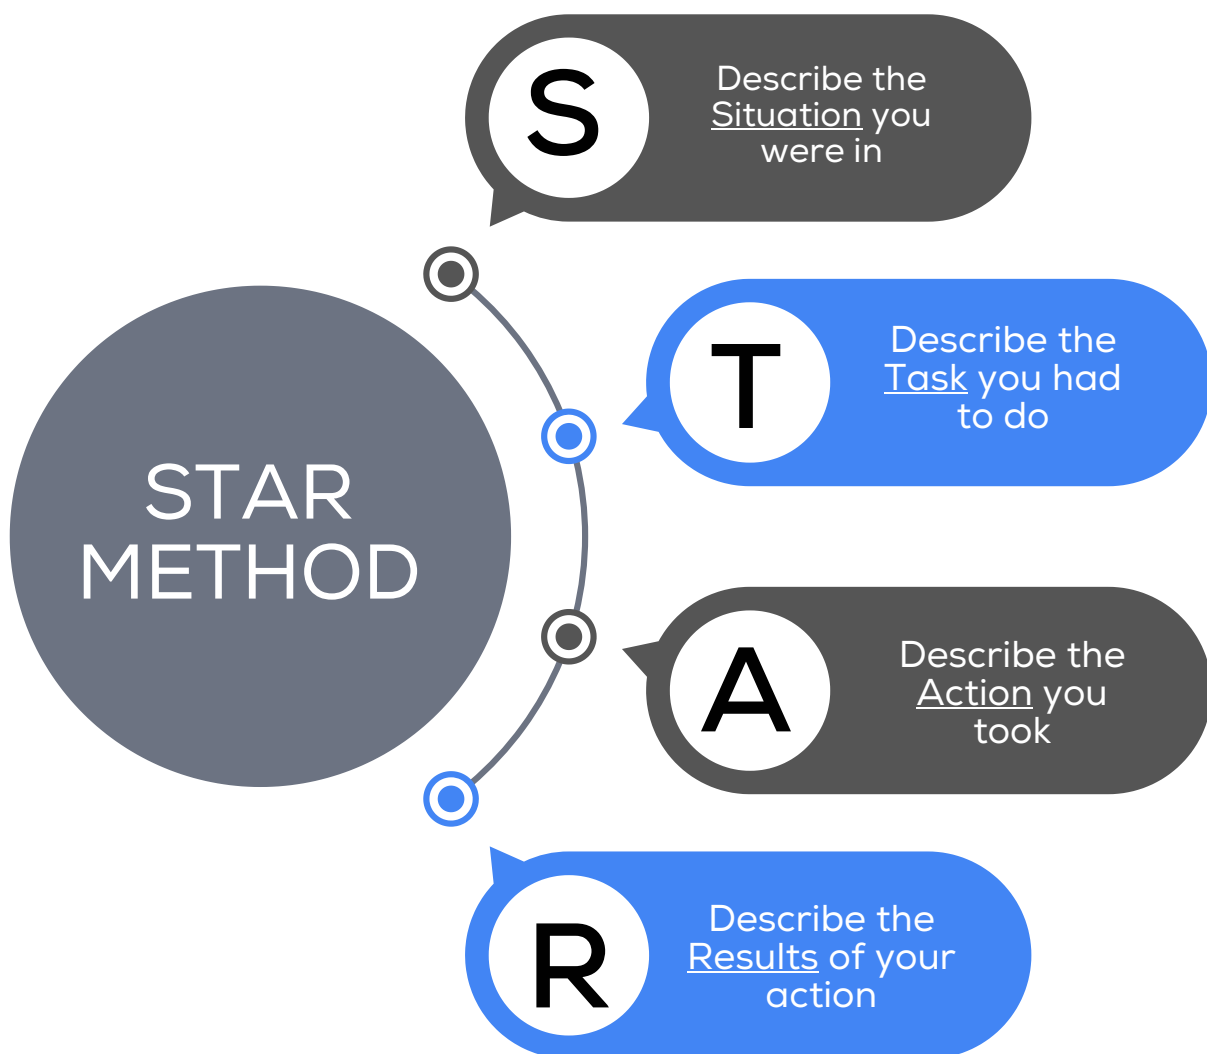 S
Describe the
Situation you
were in
T
Describe the
Task you had
to do
STAR
METHOD
A
Describe the
Action you
took
R
Describe the
Results of your
action